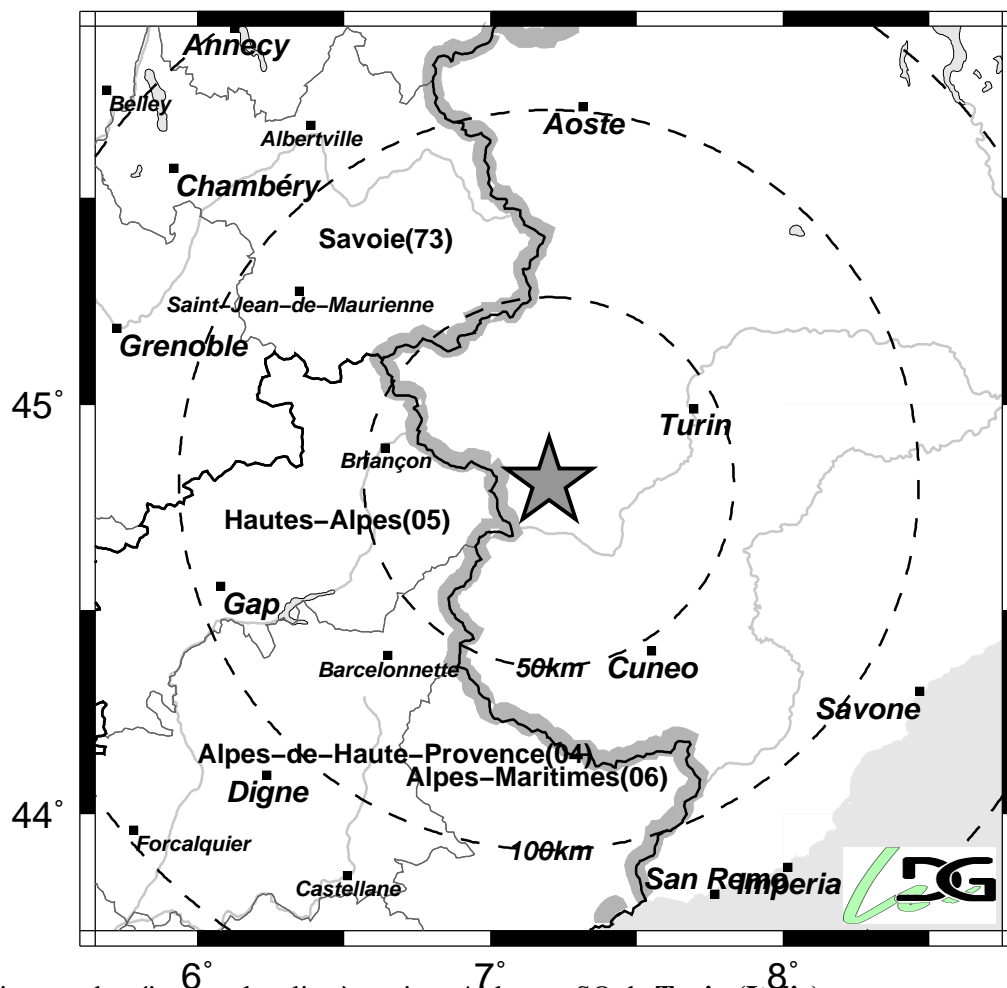 Annecy
Belley
Albertville
Aoste
Chambéry
Savoie(73)
Saint-Jean-de-Maurienne
Grenoble
45°
Turin
Briançon
Hautes-Alpes(05)
Gap
Barcelonnette
50km
Cuneo
Savone
Alpes-de-Haute-Provence(04)
Alpes-Maritimes(06)
Digne
44°
Forcalquier
100km
Castellane
San Remo
Imperia
DG
6°
7°
8°